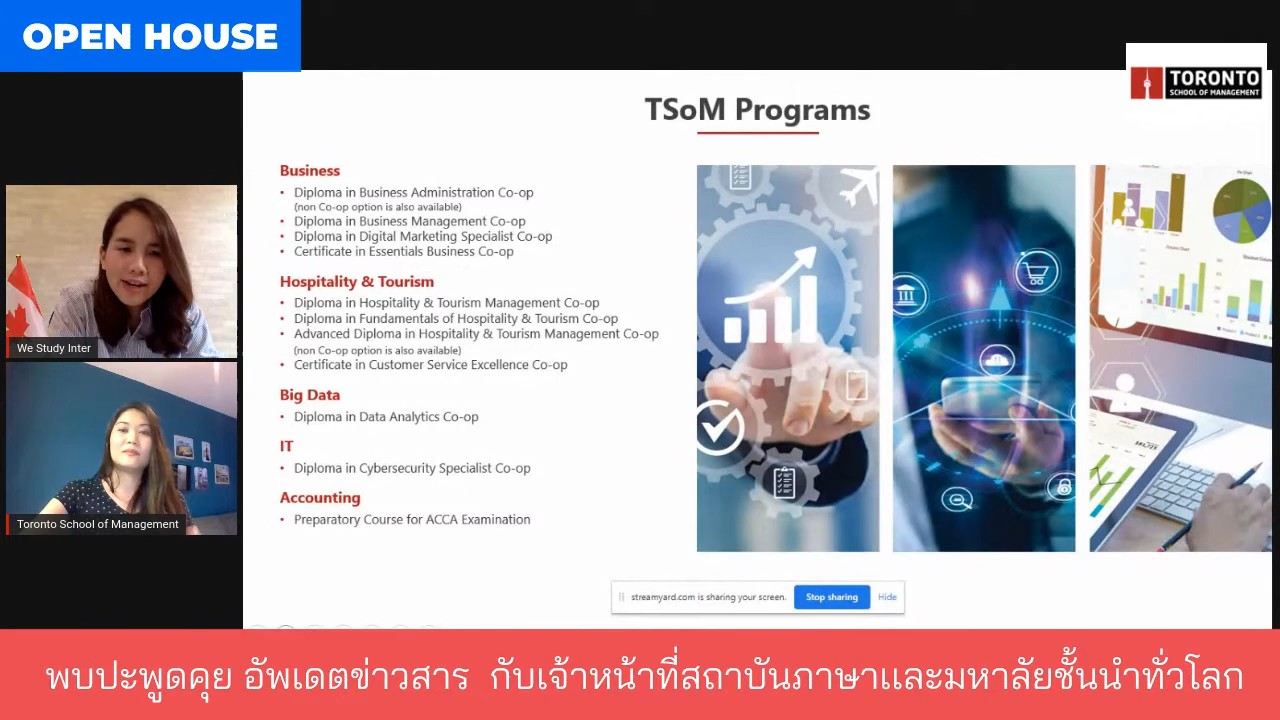 OPEN HOUSE
TORONTO
SCHOOL OF MANAGEMENT
TSoM Programs
Business
• Diploma in Business Administration Co-op
(non Co-op option is also available)
• Diploma in Business Management Co-op
• Diploma in Digital Marketing Specialist Co-op
• Certificate in Essentials Business Co-op
Hospitality & Tourism
• Diploma in Hospitality & Tourism Management Co-op
• Diploma in Fundamentals of Hospitality & Tourism Co-op
• Advanced Diploma in Hospitality & Tourism Management Co-op
(non Co-op option is also available)
• Certificate in Customer Service Excellence Co-op
Big Data
• Diploma in Data Analytics Co-op
IT
• Diploma in Cybersecurity Specialist Co-op
Accounting
• Preparatory Course for ACCA Examination
We Study Inter
Toronto School of Management
streamyard.com is sharing your screen. Stop sharing Hide
พบปะพูดคุย อัพเดตข่าวสาร กับเจ้าหน้าที่สถาบันภาษาและมหาลัยชั้นนำทั่วโลก